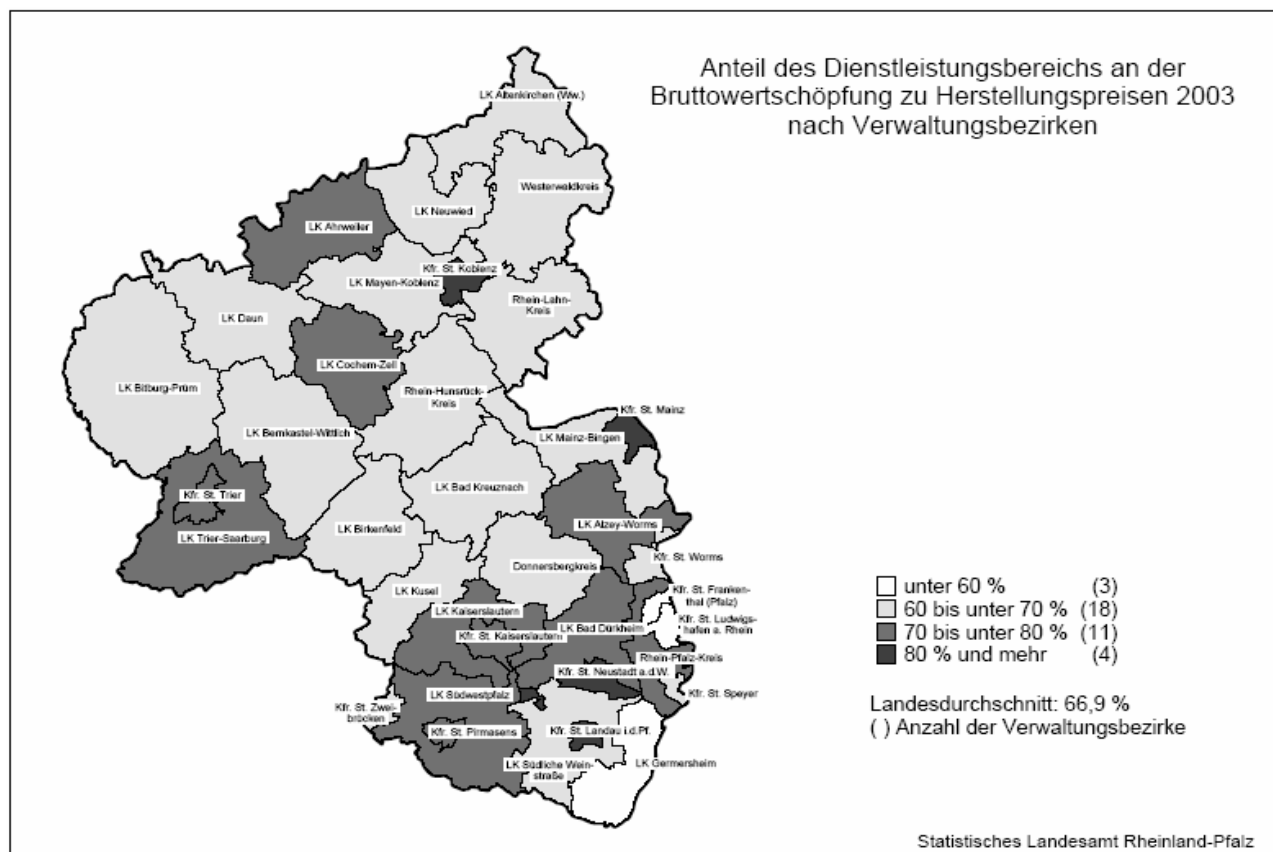 Anteil des Dienstleistungsbereichs an der
Bruttowertschöpfung zu Herstellungspreisen 2003
nach Verwaltungsbezirken
LK Altenkirchen (Ww.)
Westerwaldkreis
LK Neuwied
LK Ahrweiler
Kfr. St. Koblenz
LK Mayen-Koblenz
Rhein-Lahn-
Kreis
LK Daun
LK Cochem-Zell
LK Bitburg-Prüm
Rhein-Hunsrück-
Kreis
Kfr. St. Mainz
LK Bernkastel-Wittlich
LK Mainz-Bingen
LK Bad Kreuznach
Kfr. St. Trier
LK Birkenfeld
LK Alzey-Worms
LK Trier-Saarburg
Kfr. St. Worms
Donnersbergkreis
LK Kusel
Kfr. St. Franken-
thal (Pfalz)
LK Kaiserslautern
Kfr. St. Ludwigs-
hafen a. Rhein
LK Bad Dürkheim
Kfr. St. Kaiserslautern
Rhein-Pfalz-Kreis
Kfr. St. Neustadt a.d.W.
LK Südwestpfalz
Kfr. St. Speyer
Kfr. St. Zwei-
brücken
Kfr. St. Pirmasens
Kfr. St. Landau i.d.Pf.
LK Südliche Wein-
straße
LK Germersheim
unter 60 % (3)
60 bis unter 70 % (18)
70 bis unter 80 % (11)
80 % und mehr (4)
Landesdurchschnitt: 66,9 %
( ) Anzahl der Verwaltungsbezirke
Statistisches Landesamt Rheinland-Pfalz